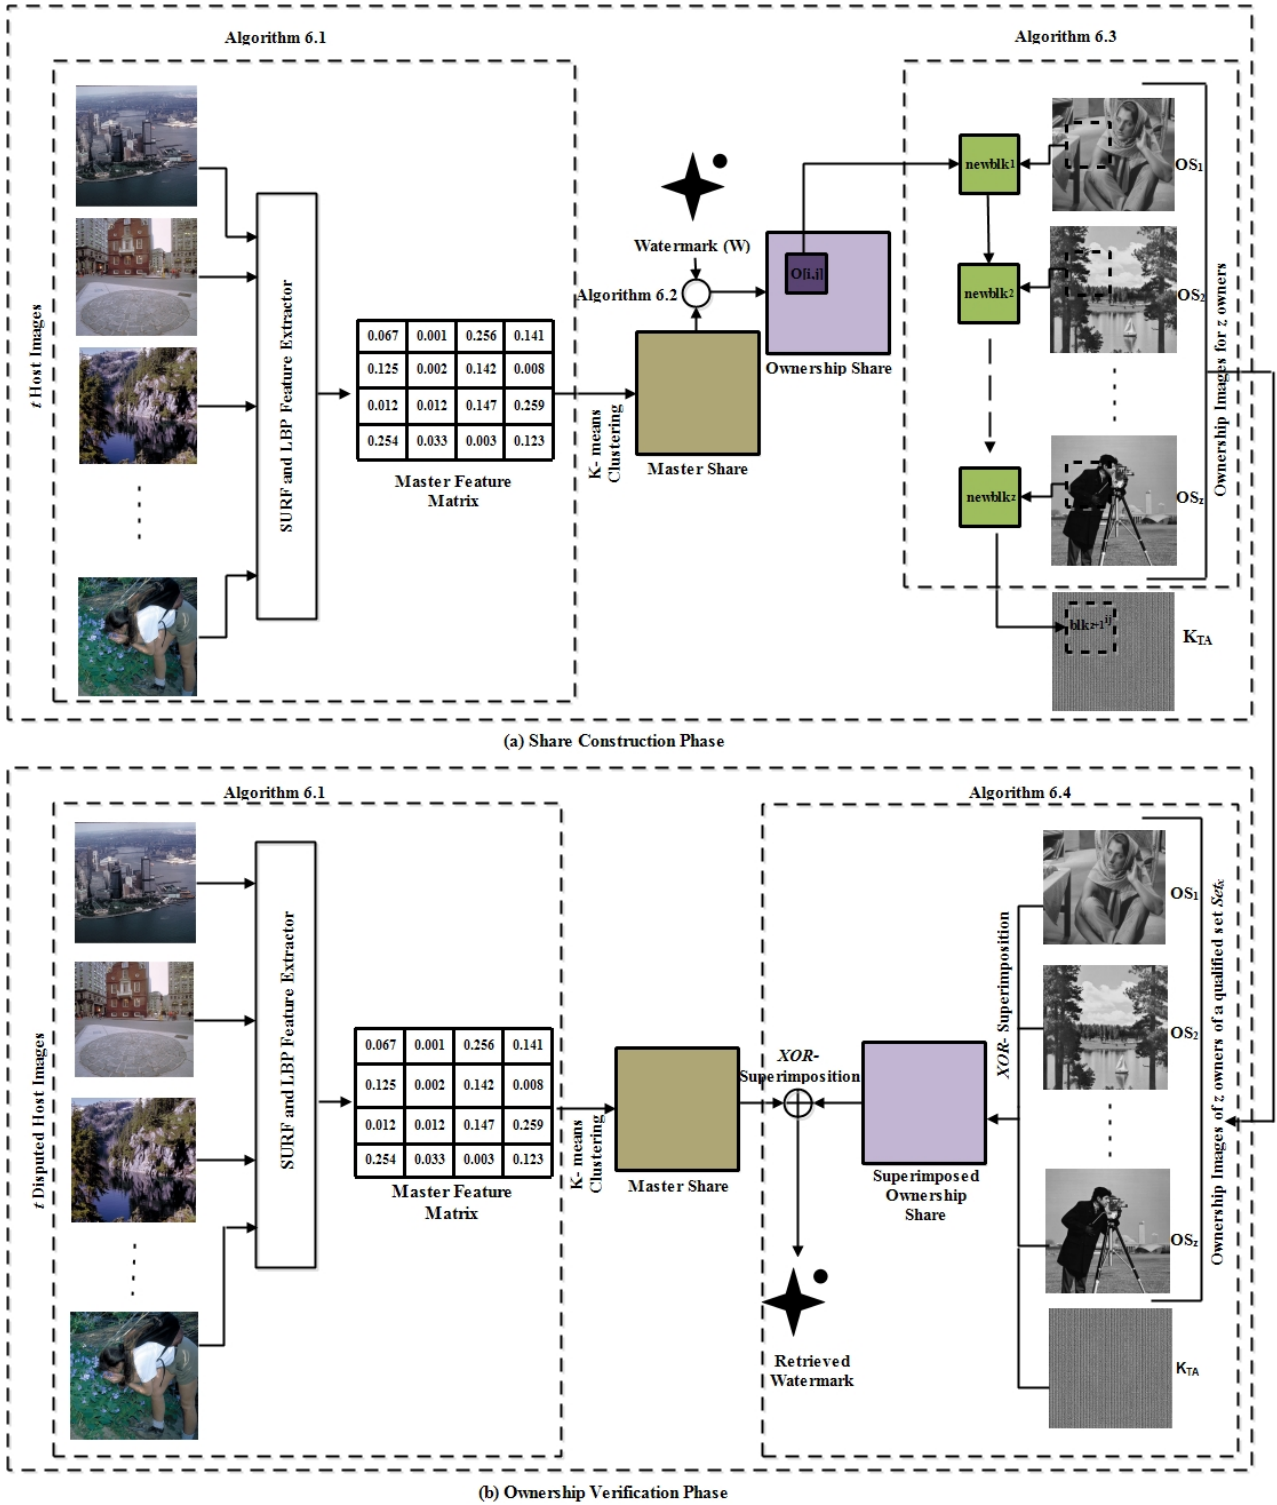 Algorithm 6.1
Algorithm 6.3
t Host Images
SURF and LBP Feature Extractor
0.067 0.001 0.256 0.141
0.125 0.002 0.142 0.008
0.012 0.012 0.147 0.259
0.254 0.033 0.003 0.123
Master Feature
Matrix
K- means
Clustering
Watermark (W)
Algorithm 6.2
Master Share
O[i,j]
Ownership Share
newblk1
newblk2
newblkz
OS1
OS2
OSz
Ownership Images for z owners
blkz+1ij
KTA
(a) Share Construction Phase
Algorithm 6.1
Algorithm 6.4
t Disputed Host Images
SURF and LBP Feature Extractor
0.067 0.001 0.256 0.141
0.125 0.002 0.142 0.008
0.012 0.012 0.147 0.259
0.254 0.033 0.003 0.123
Master Feature
Matrix
K- means
Clustering
Master Share
XOR-
Superimposition
Retrieved
Watermark
Superimposed
Ownership
Share
XOR- Superimposition
OS1
OS2
OSz
KTA
Ownership Images of z owners of a qualified set Setx
(b) Ownership Verification Phase